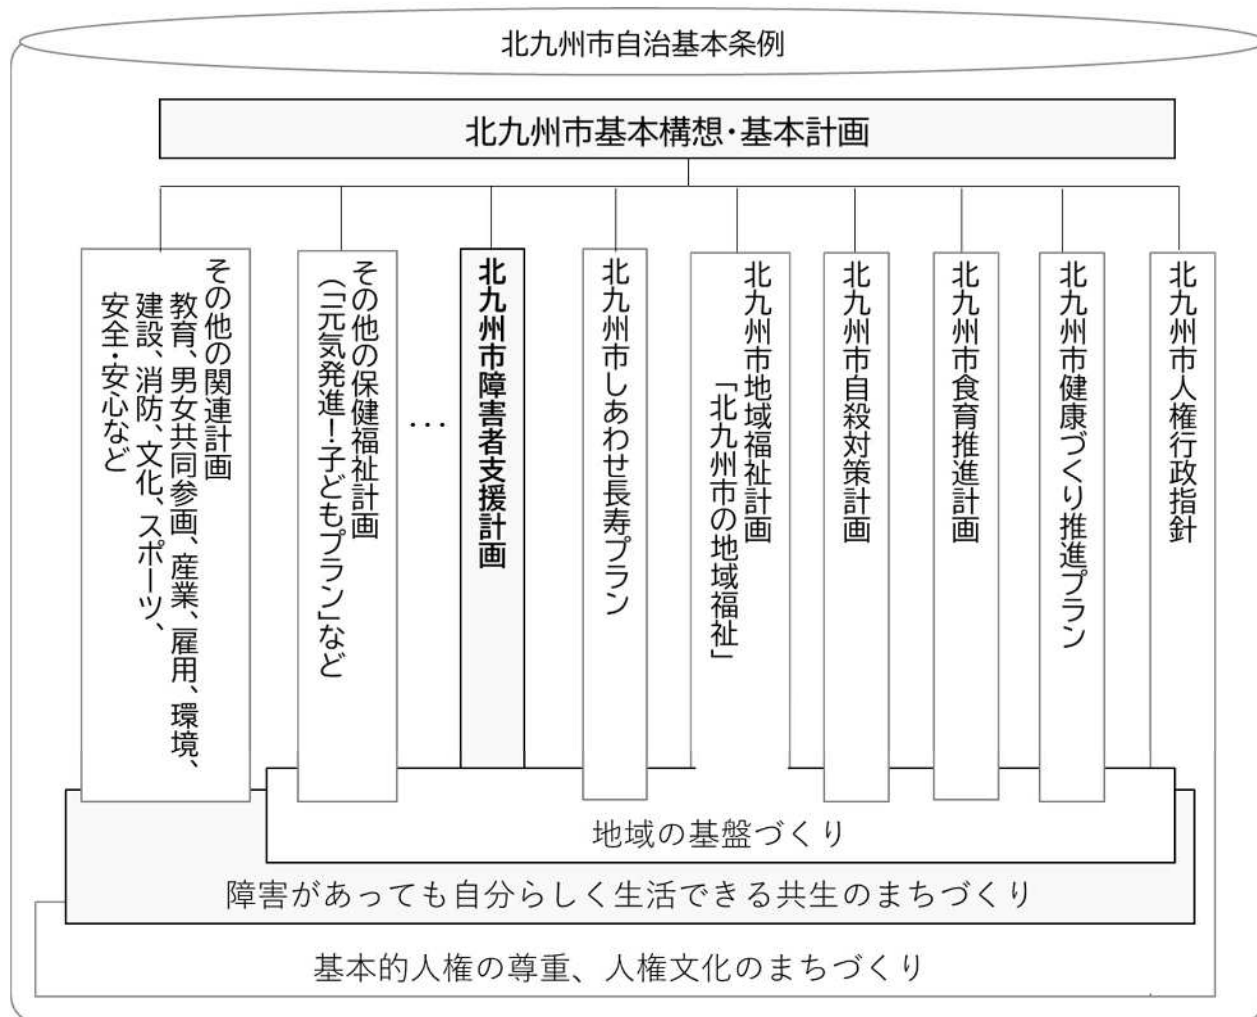 北九州市自治基本条例
北九州市基本構想・基本計画
北九州市人権行政指針
北九州市健康づくり推進プラン
北九州市食育推進計画
北九州市自殺対策計画
北九州市地域福祉計画
「北九州市の地域福祉」
北九州市しあわせ長寿プラン
北九州市障害者支援計画
…
その他の保健福祉計画
(「元気発進!子どもプラン」など
その他の関連計画
教育、男女共同参画、産業、雇用、環境、
建設、消防、文化、スポーツ、
安全・安心など
地域の基盤づくり
障害があっても自分らしく生活できる共生のまちづくり
基本的人権の尊重、人権文化のまちづくり